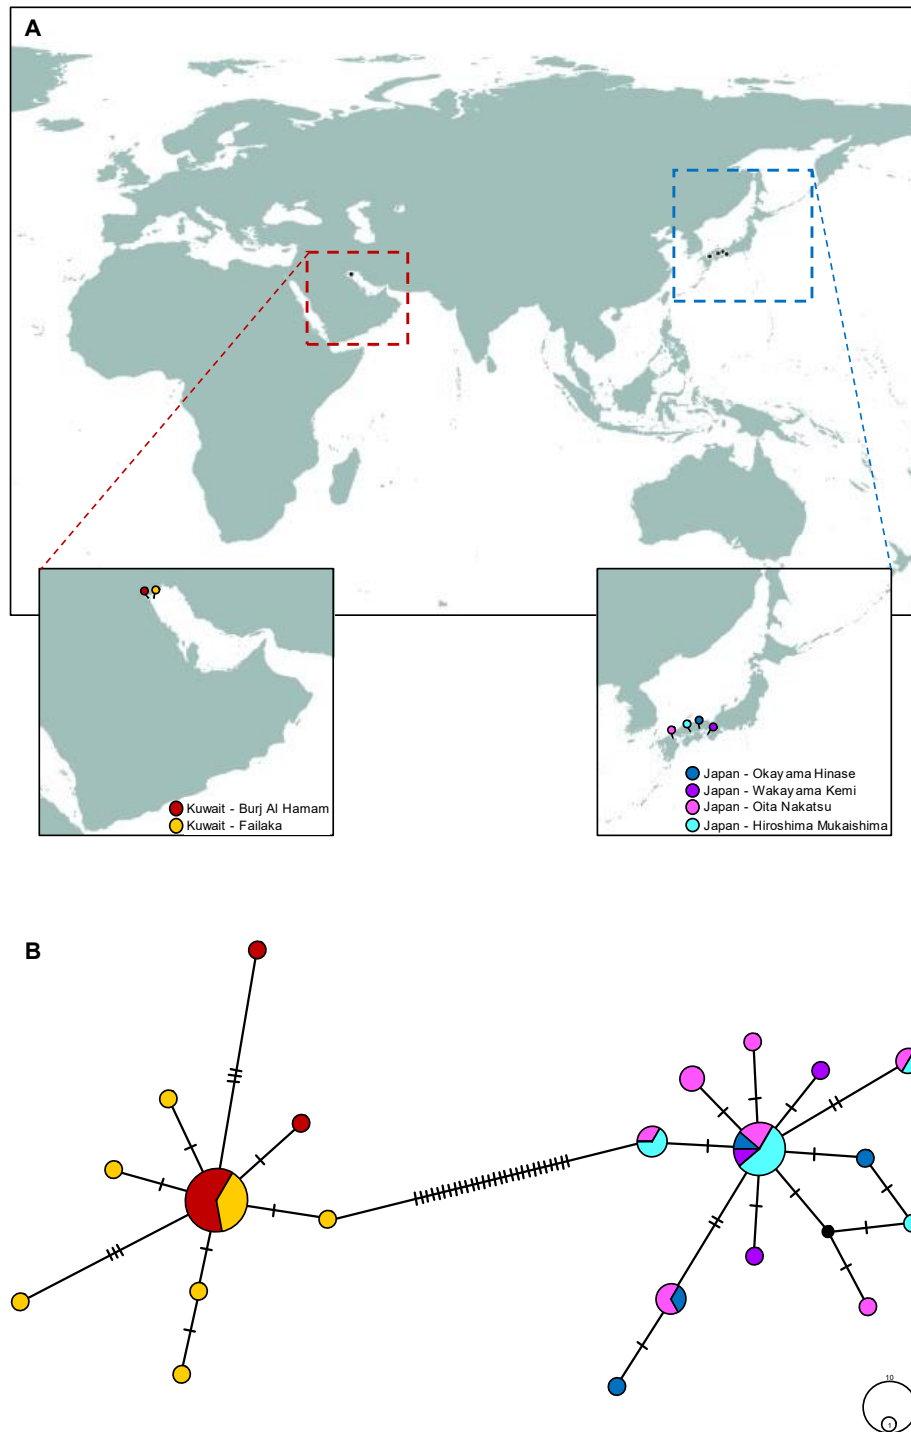 A
Kuwait - Burj Al Hamam
Kuwait - Failaka
Japan - Okayama Hinase
Japan - Wakayama Kemi
Japan - Oita Nakatsu
Japan - Hiroshima Mukaishima
B
10
1